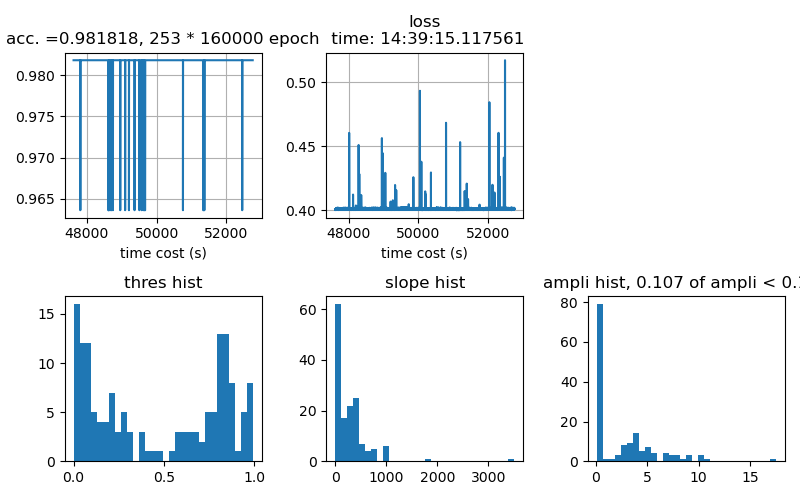 acc. =0.981818, 253 * 160000 epoch
loss
time: 14:39:15.117561
0.980
0.975
0.970
0.965
48000 50000 52000
time cost (s)
0.50
0.45
0.40
48000 50000 52000
time cost (s)
thres hist
15
10
5
0
0.0 0.5 1.0
slope hist
60
40
20
0
0 1000 2000 3000
ampli hist, 0.107 of ampli < 0.1
80
60
40
20
0
0 5 10 15